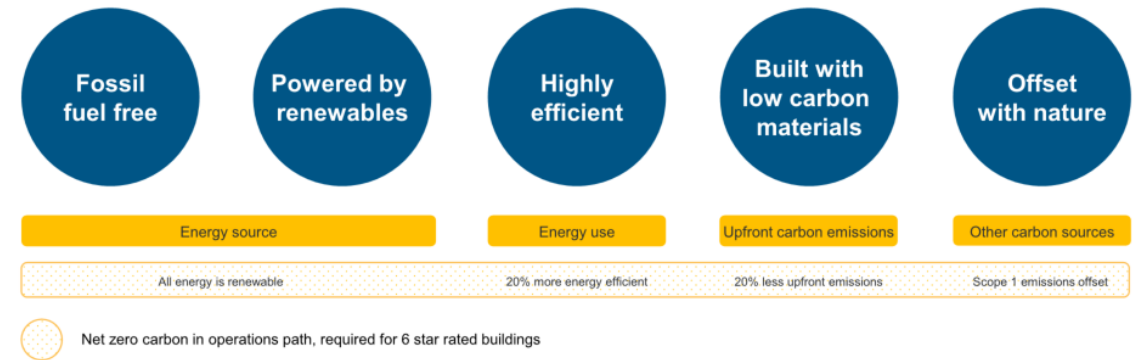 Fossil
fuel free
Powered by
renewables
Highly
efficient
Built with
low carbon
materials
Offset
with nature
Energy source
Energy use
Upfront carbon emissions
Other carbon sources
All energy is renewable
20% more energy efficient
20% less upfront emissions
Scope 1 emissions offset
Net zero carbon in operations path, required for 6 star rated buildings